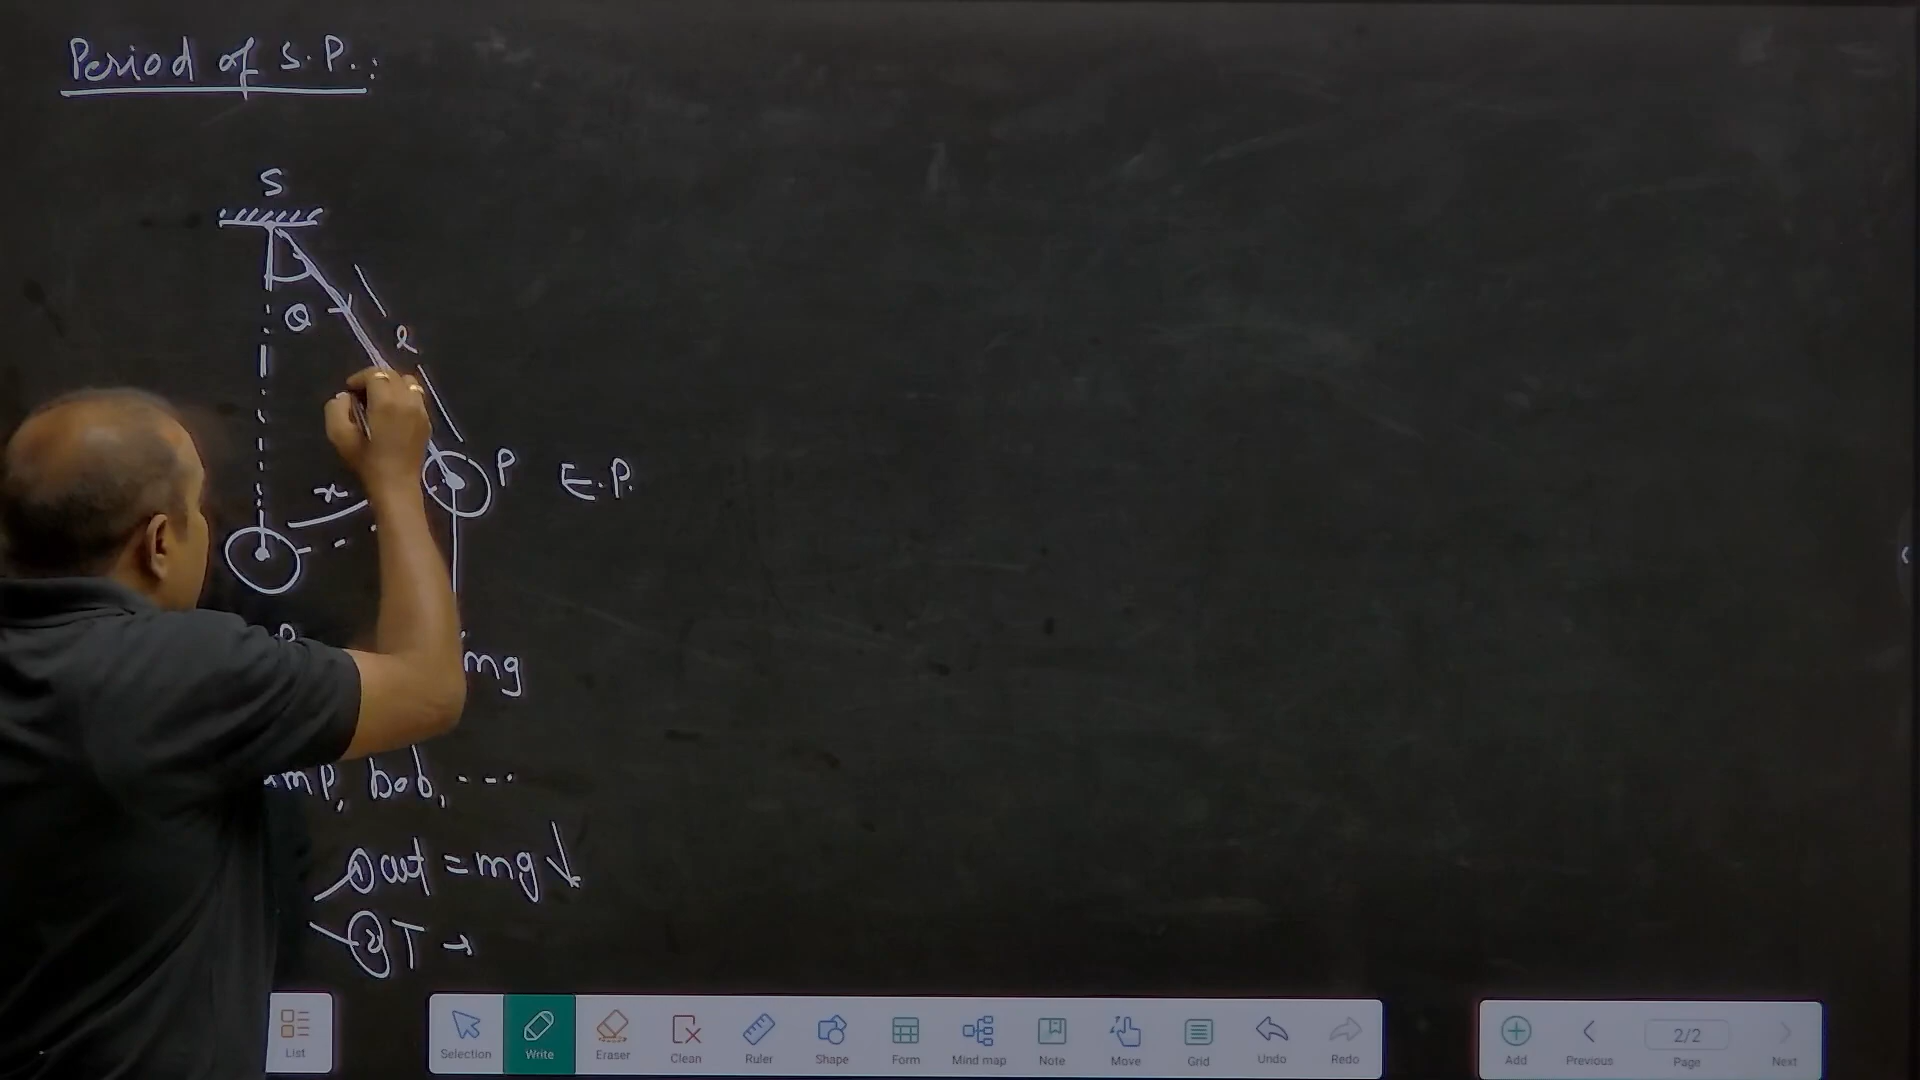 Period of S.P.:
S
θ
l
P E.P.
x
mg
amp, bob, ...
① wt = mg ↓
② T →
List
Selection Write Eraser Clean Ruler Shape Form Mind map Note Move Grid Undo Redo
Add Previous 2/2 Page Next